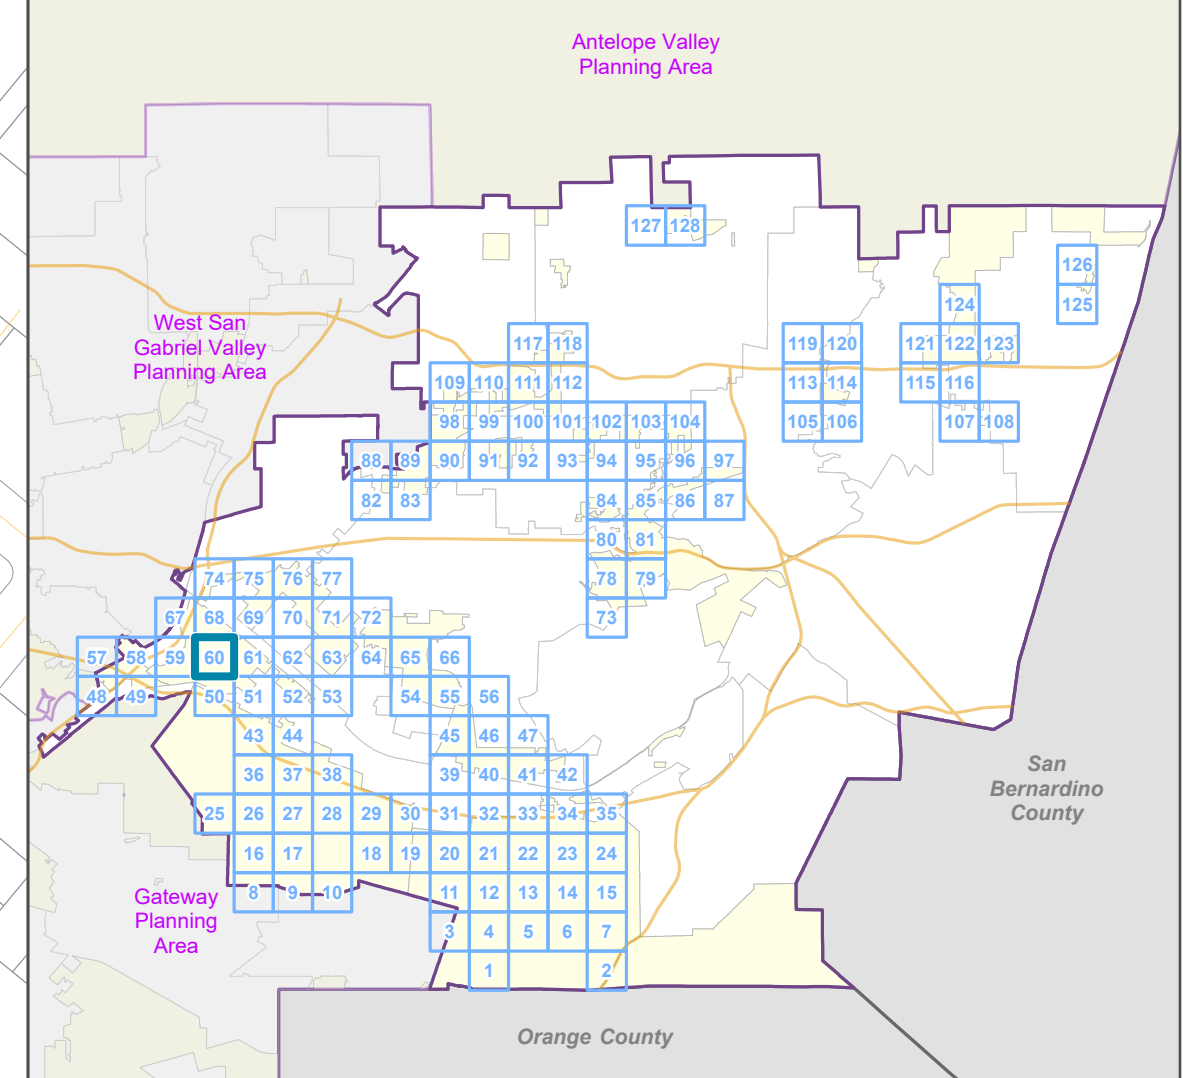 Antelope Valley
Planning Area
127 128
126
124 125
West San
Gabriel Valley
Planning Area
117 118 119 120 121 122 123
109 110 111 112 113 114 115 116
98 99 100 101 102 103 104 105 106 107 108
88 89 90 91 92 93 94 95 96 97
82 83 84 85 86 87
80 81
74 75 76 77 78 79
67 68 69 70 71 72 73
57 58 59 60 61 62 63 64 65 66
48 49 50 51 52 53 54 55 56
43 44 45 46 47
36 37 38 39 40 41 42
San
Bernardino
County
25 26 27 28 29 30 31 32 33 34 35
16 17 18 19 20 21 22 23 24
8 9 10 11 12 13 14 15
Gateway
Planning
Area
3 4 5 6 7
1 2
Orange County